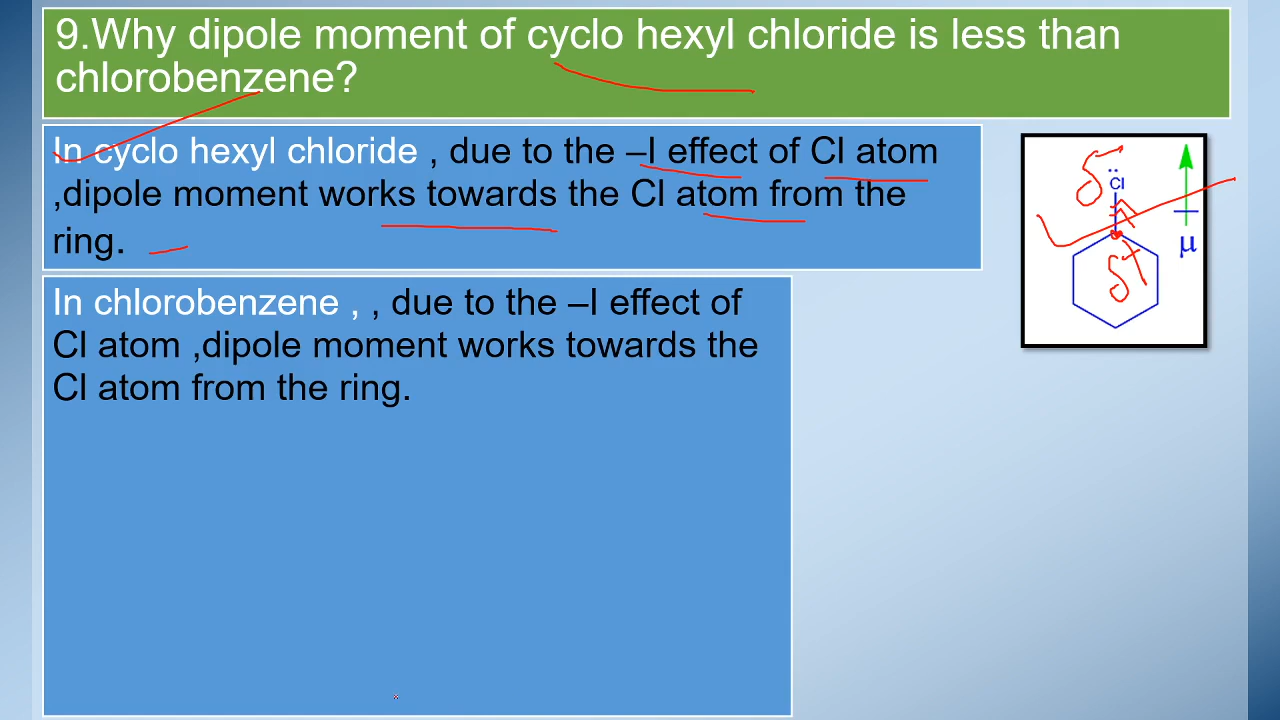 9.Why dipole moment of cyclo hexyl chloride is less than
chlorobenzene?
In cyclo hexyl chloride , due to the –I effect of Cl atom
,dipole moment works towards the Cl atom from the
ring.
In chlorobenzene , , due to the –I effect of
Cl atom ,dipole moment works towards the
Cl atom from the ring.
δ-
Cl
μ
δ+